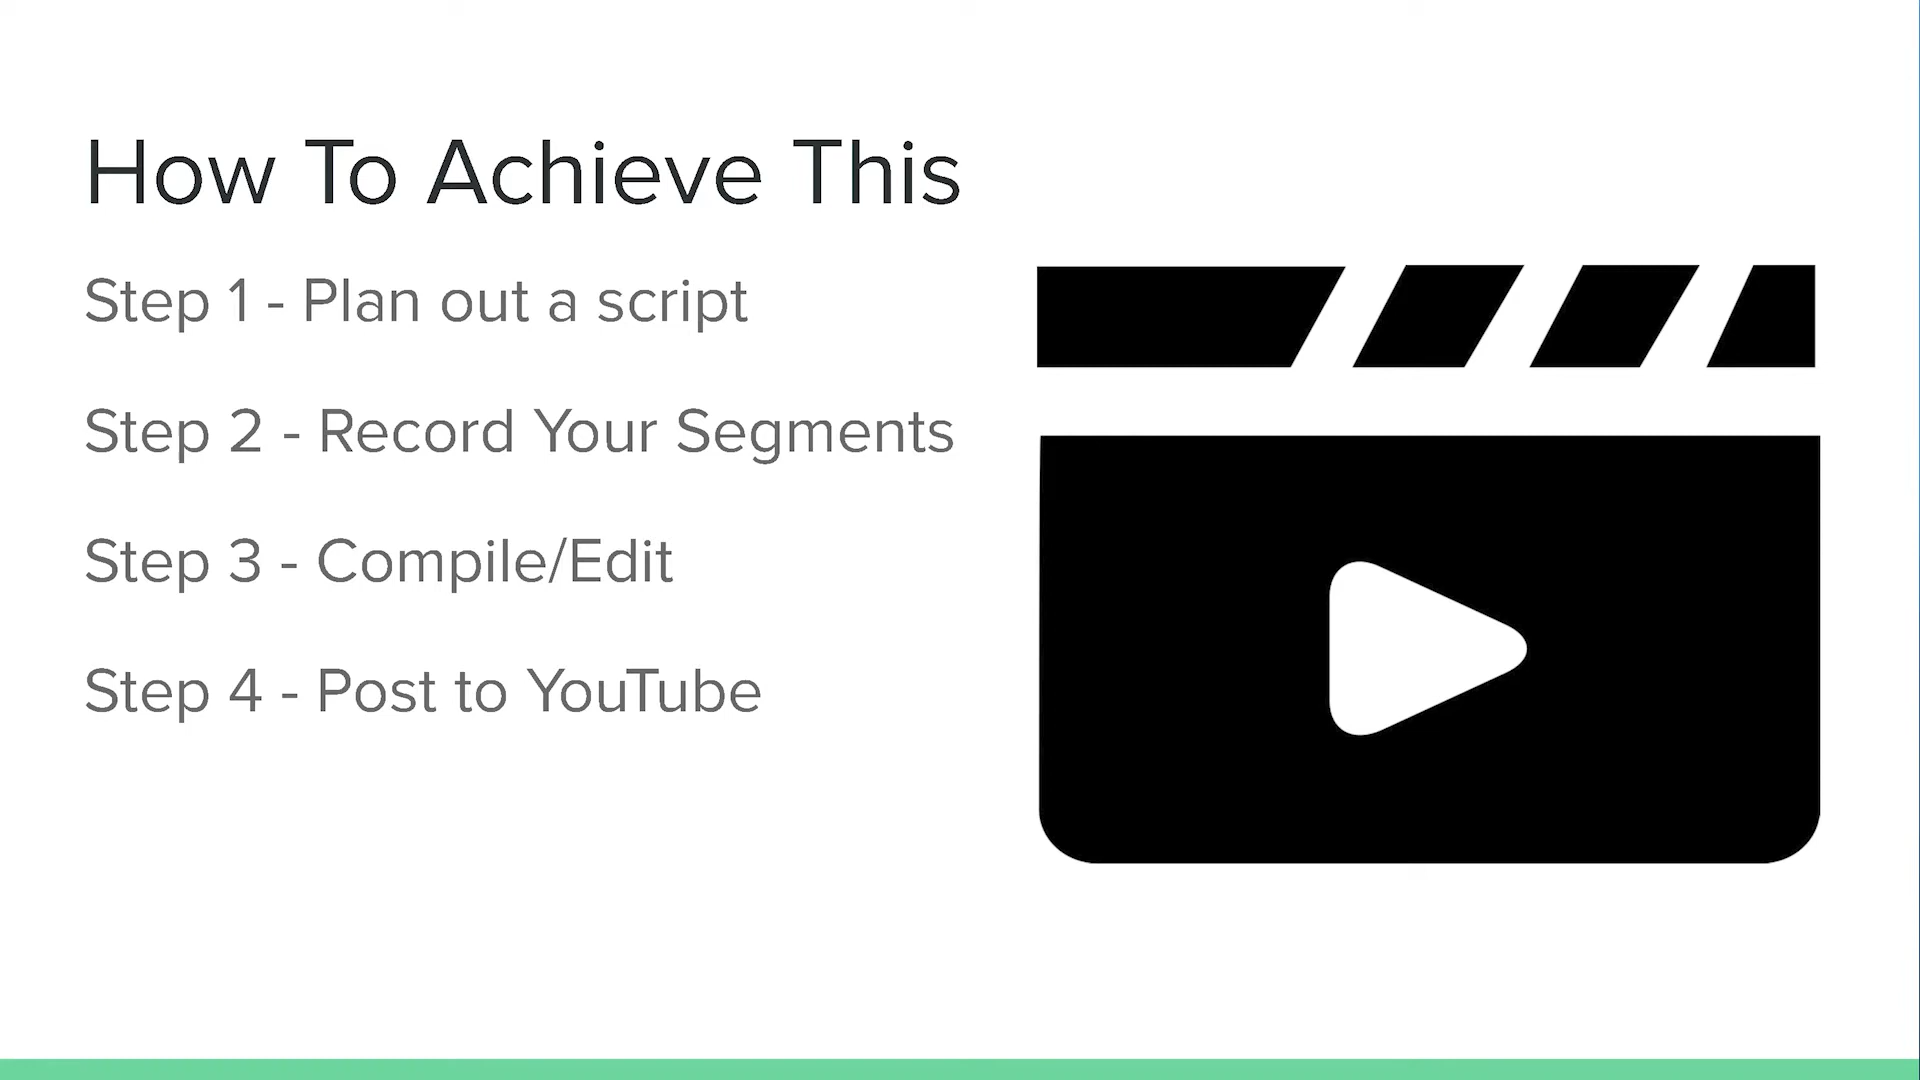 How To Achieve This
Step 1 - Plan out a script
Step 2 - Record Your Segments
Step 3 - Compile/Edit
Step 4 - Post to YouTube